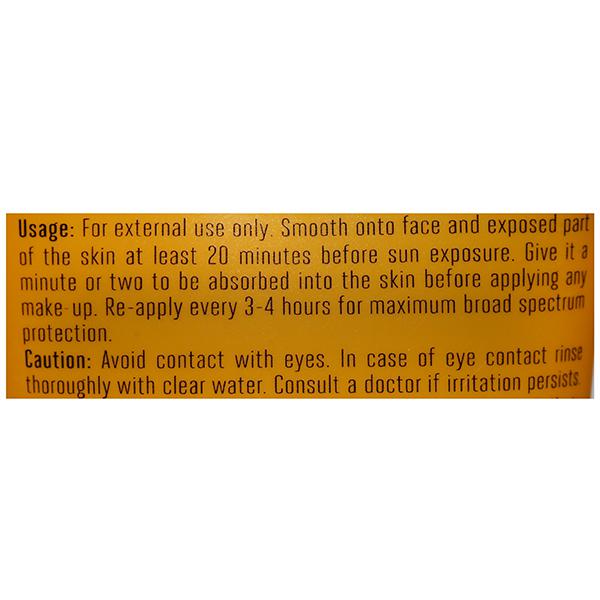 Usage: For external use only. Smooth onto face and exposed part
of the skin at least 20 minutes before sun exposure. Give it a
minute or two to be absorbed into the skin before applying any
make-up. Re-apply every 3-4 hours for maximum broad spectrum
protection.
Caution: Avoid contact with eyes. In case of eye contact rinse
thoroughly with clear water. Consult a doctor if irritation persists.